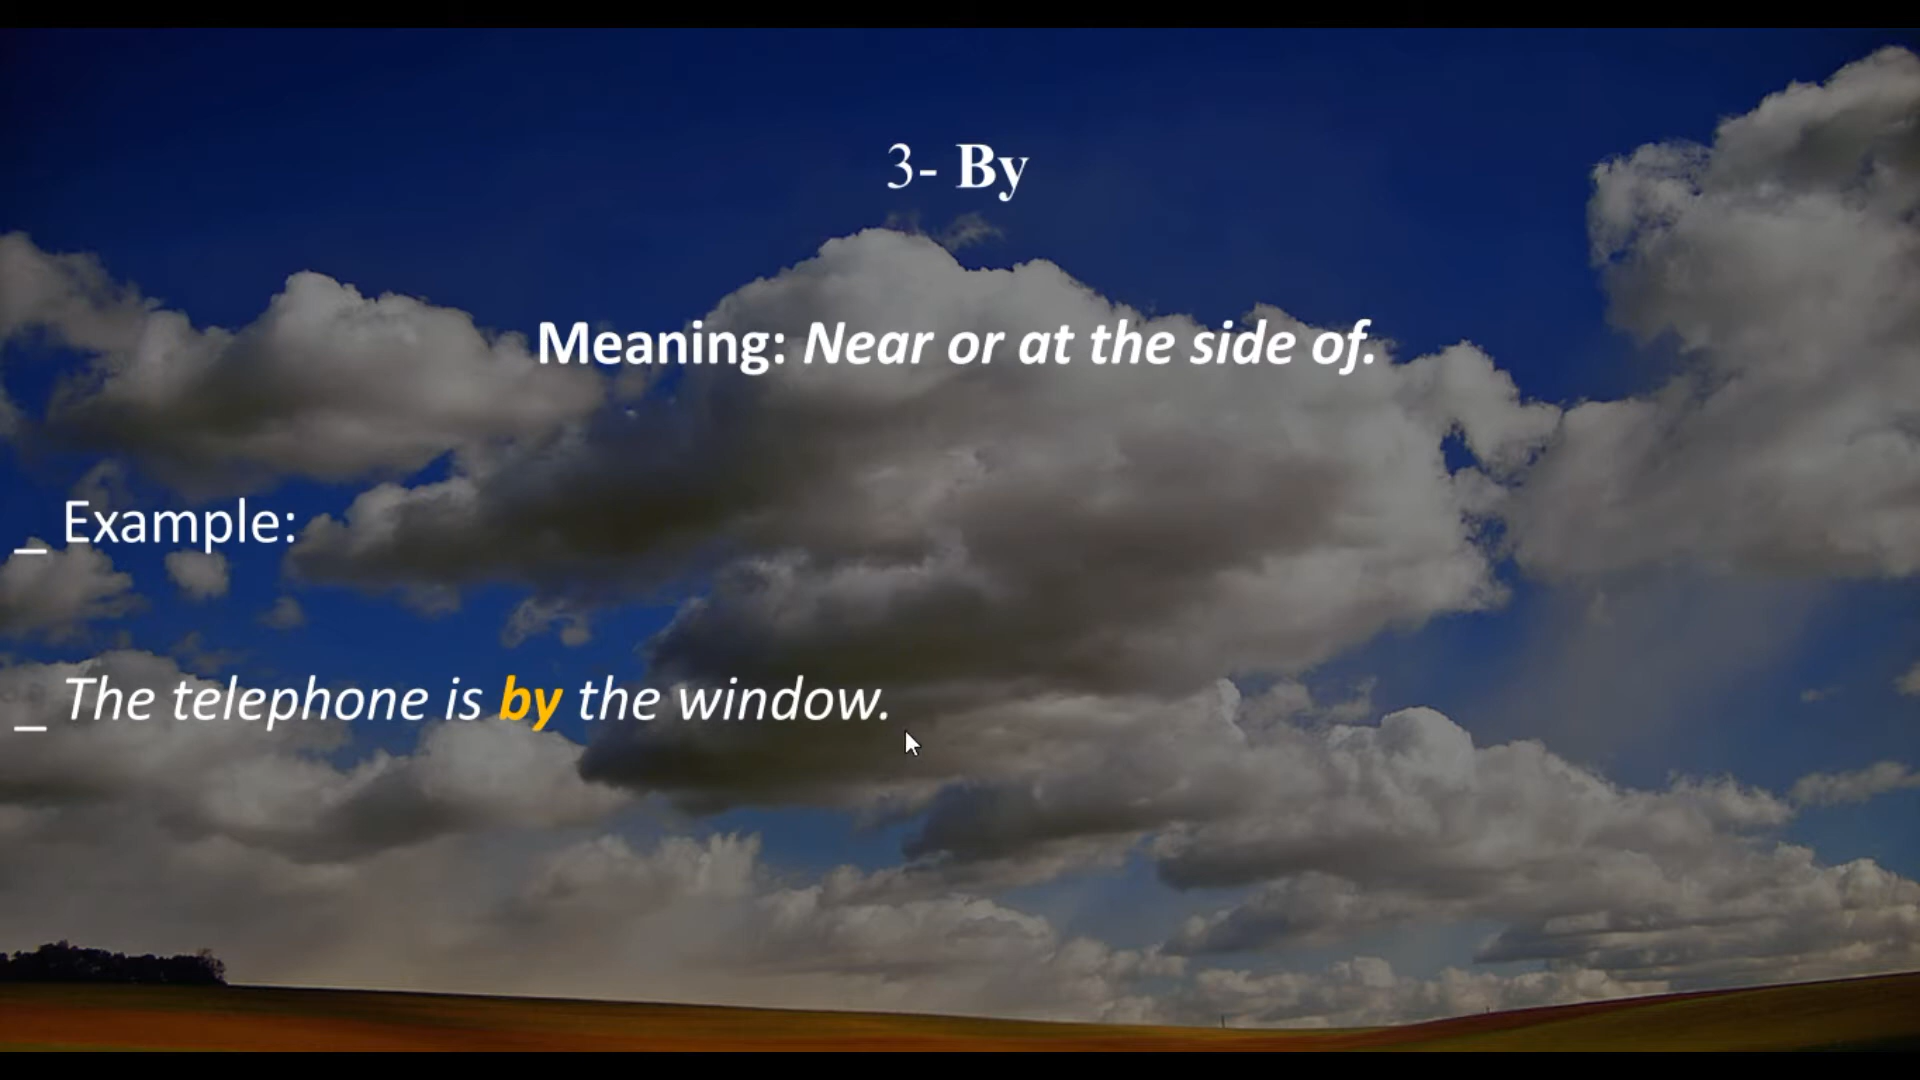 3- By
Meaning: Near or at the side of.
_ Example:
_ The telephone is by the window.